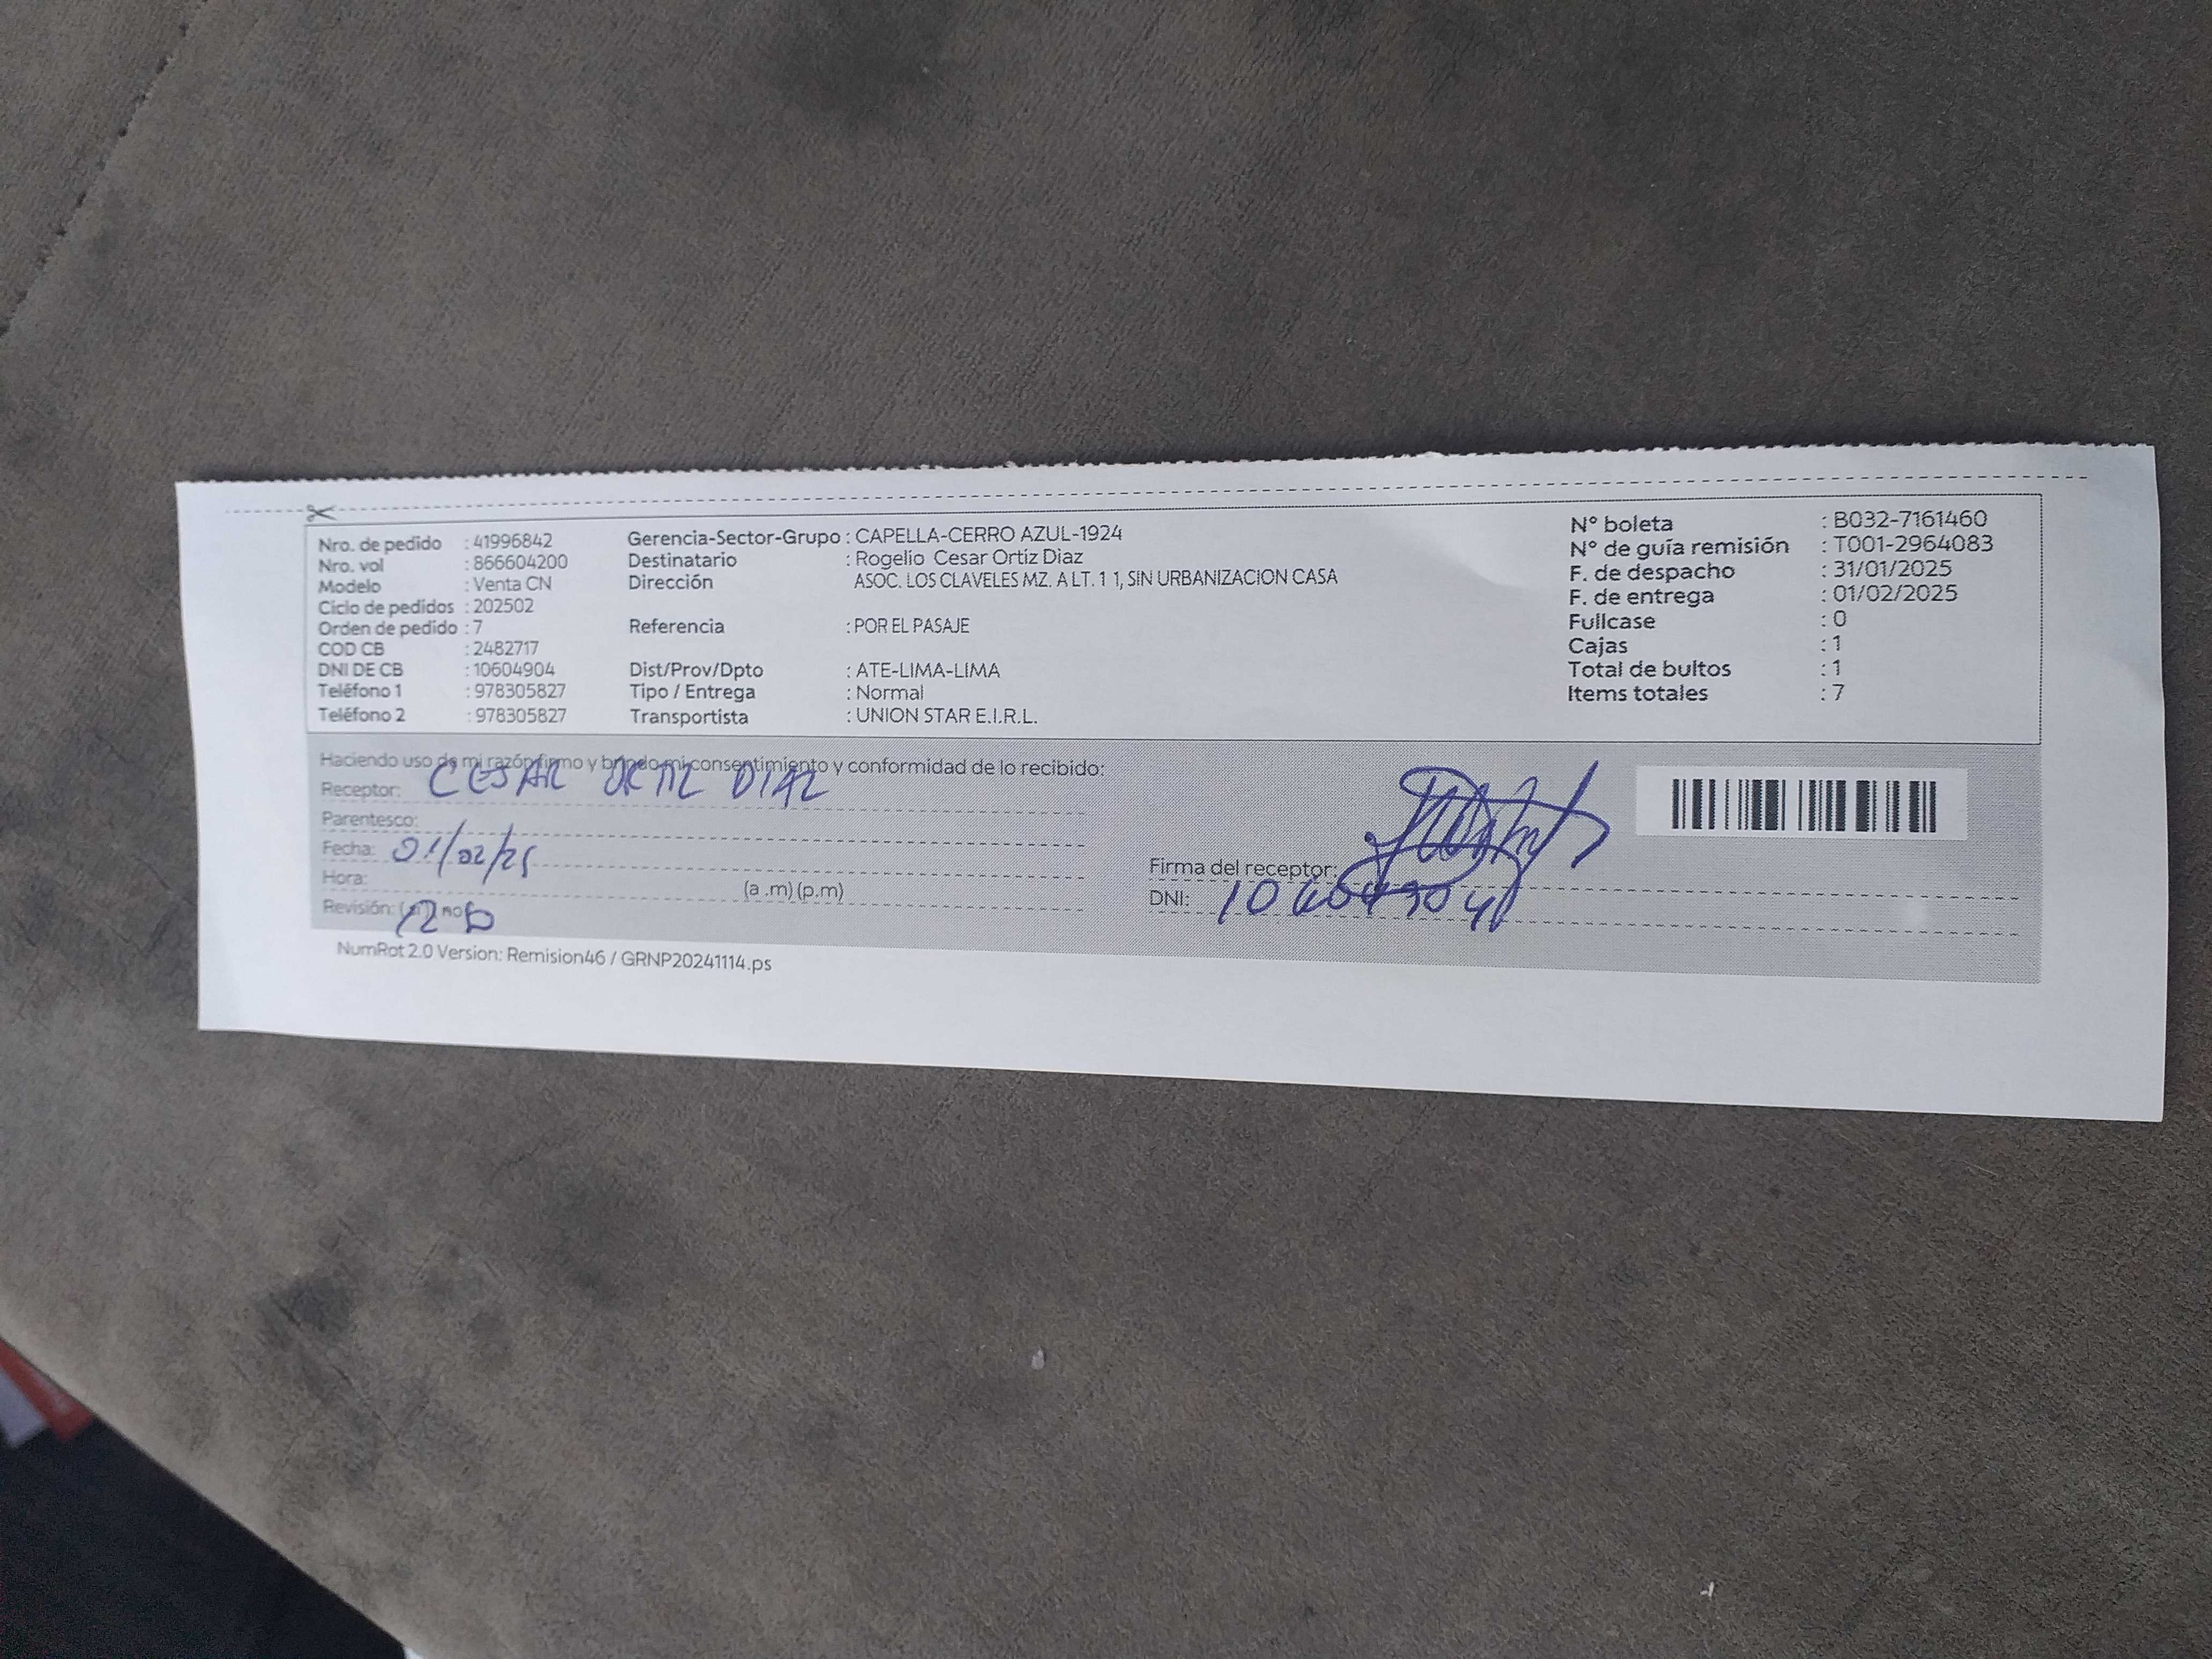 Nro. de pedido : 41996842
Nro. vol : 866604200
Modelo : Venta CN
Ciclo de pedidos : 202502
Orden de pedido : 7
COD CB : 2482717
DNI DE CB : 10604904
Teléfono 1 : 978305827
Teléfono 2 : 978305827
Gerencia-Sector-Grupo : CAPELLA-CERRO AZUL-1924
Destinatario : Rogelio Cesar Ortiz Diaz
Dirección ASOC. LOS CLAVELES MZ. A LT. 1 1, SIN URBANIZACION CASA
Referencia : POR EL PASAJE
Dist/Prov/Dpto : ATE-LIMA-LIMA
Tipo / Entrega : Normal
Transportista : UNION STAR E.I.R.L.
N° boleta : B032-7161460
N° de guía remisión : T001-2964083
F. de despacho : 31/01/2025
F. de entrega : 01/02/2025
Fullcase : 0
Cajas : 1
Total de bultos : 1
Items totales : 7
Haciendo uso de mi razón firmo y brindo mi consentimiento y conformidad de lo recibido:
Receptor: CESAR ORTIZ DIAZ
Parentesco:
Fecha: 01/02/25
Hora: (a .m) (p.m)
Revisión: no
Firma del receptor:
DNI: 10604904
NumRot 2.0 Version: Remision46 / GRNP20241114.ps